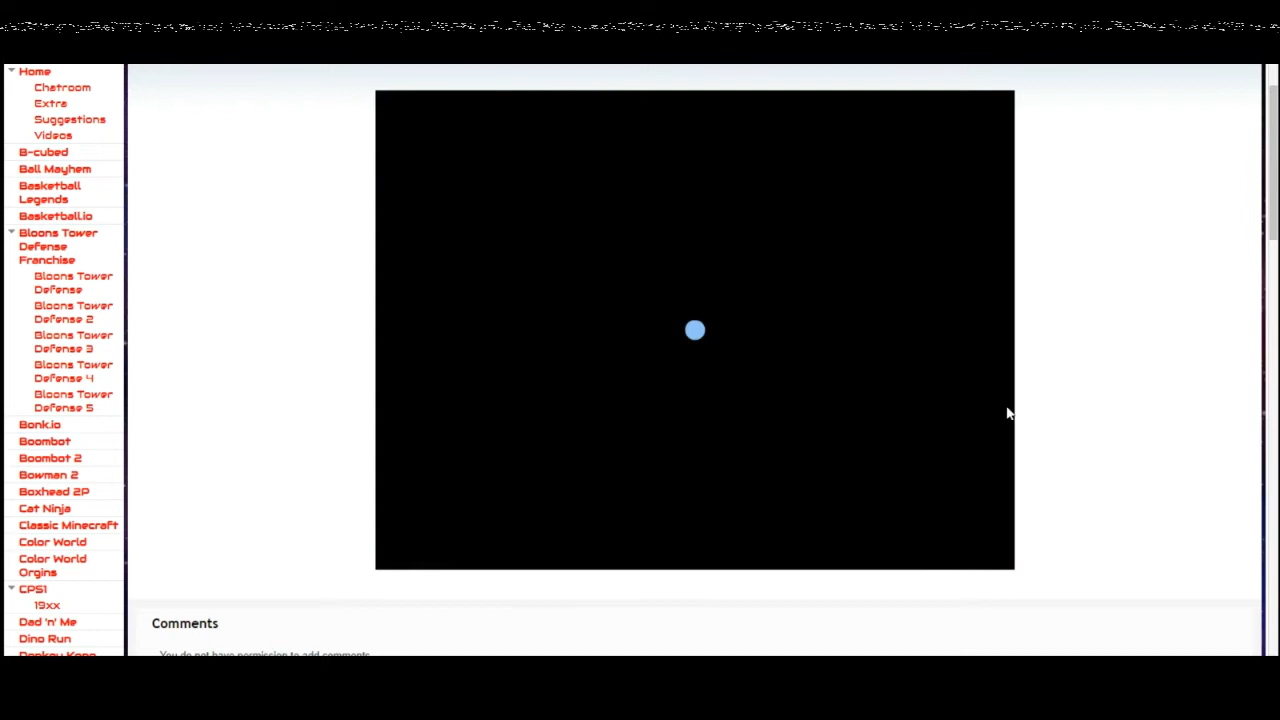 Home
Chatroom
Extra
Suggestions
Videos
B-cubed
Ball Mayhem
Basketball
Legends
Basketball.io
Bloons Tower
Defense
Franchise
Bloons Tower
Defense
Bloons Tower
Defense 2
Bloons Tower
Defense 3
Bloons Tower
Defense 4
Bloons Tower
Defense 5
Bonk.io
Boombot
Boombot 2
Bowman 2
Boxhead 2P
Cat Ninja
Classic Minecraft
Color World
Color World
Orgins
CPS1
19xx
Dad 'n' Me
Dino Run
Donkey Kong
Comments
You do not have permission to add comments.